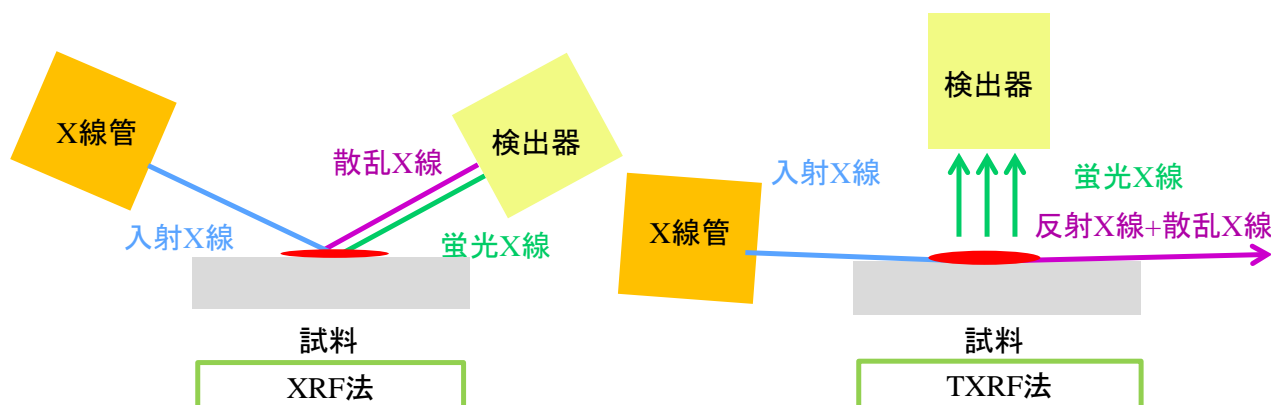 X線管
検出器
散乱X線
入射X線
蛍光X線
試料
XRF法
検出器
入射X線
蛍光X線
X線管
反射X線+散乱X線
試料
TXRF法